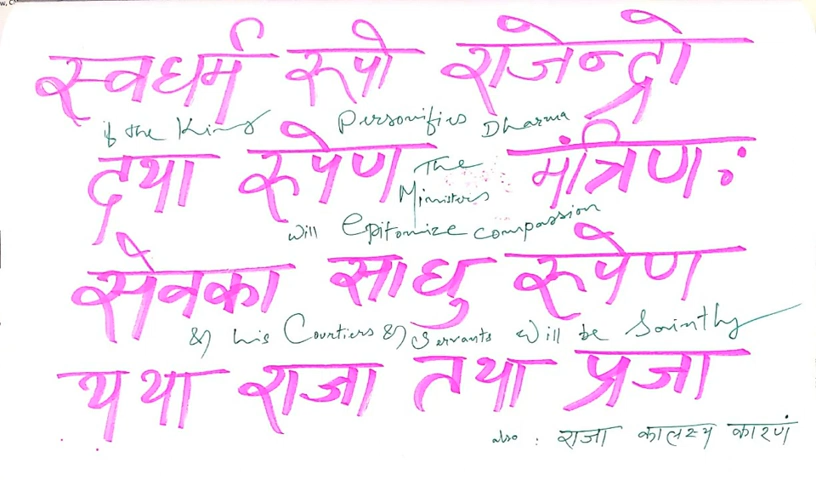 स्वधर्म रुपो राजेन्द्रो
if the King Personifies Dharma
दया रूपेण मंत्रिणः
The
Ministers
will Epitomize compassion
सेवका साधु रूपेण
& his Courtiers & Servants will be Saintly
यथा राजा तथा प्रजा
also : राजा कालस्य कारणं